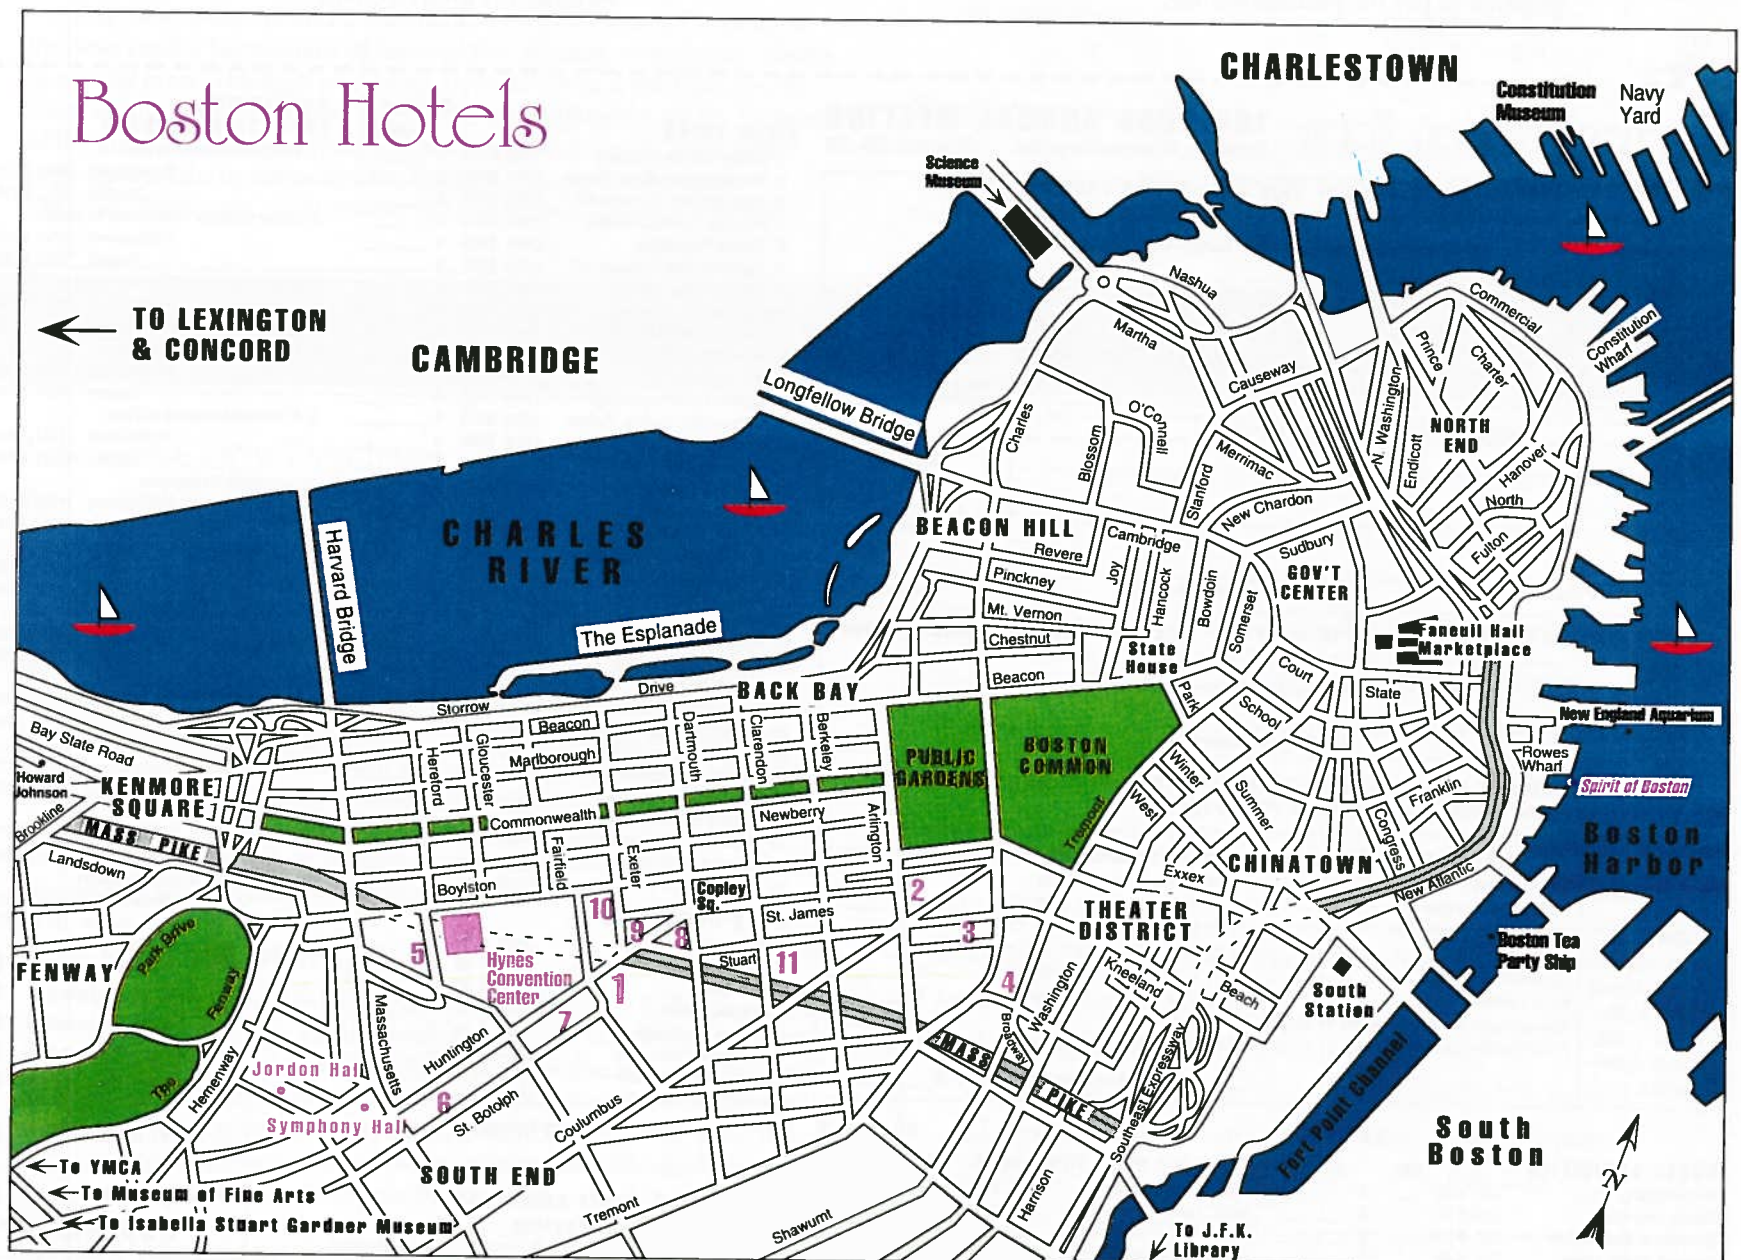 Boston Hotels
CHARLESTOWN
Constitution
Museum
Navy
Yard
Science
Museum
TO LEXINGTON
& CONCORD
CAMBRIDGE
Longfellow Bridge
Nashua
Martha
Causeway
Commercial
Constitution
Wharf
Prince
Charter
N. Washington
Endicott
NORTH
END
Hanover
North
Fulton
Charles
Blossom
O'Connell
Merrimac
Stanford
New Chardon
CHARLES
RIVER
Harvard Bridge
The Esplanade
BEACON HILL
Revere
Cambridge
Pinckney
Joy
Hancock
Bowdoin
Somerset
Sudbury
GOV'T
CENTER
Mt. Vernon
Chestnut
State
House
Beacon
Faneuil Hall
Marketplace
Court
State
School
Park
New England Aquarium
Rowes
Wharf
Spirit of Boston
Boston
Harbor
Drive
Storrow
BACK BAY
Beacon
Marlborough
Hereford
Gloucester
Dartmouth
Clarendon
Berkeley
PUBLIC
GARDENS
BOSTON
COMMON
Tremont
Winter
West
Summer
Franklin
Congress
Bay State Road
Howard
Johnson
KENMORE
SQUARE
Brookline
MASS PIKE
Landsdown
Commonwealth
Newberry
Arlington
Fairfield
Exeter
Boylston
Copley
Sq.
St. James
Stuart
Exxex
CHINATOWN
New Atlantic
THEATER
DISTRICT
Kneeland
Washington
Beach
South
Station
Boston Tea
Party Ship
2
3
4
5
10
9
8
11
1
7
6
Hynes
Convention
Center
FENWAY
Park Drive
Fenway
The
Hemenway
Massachusetts
Huntington
Jordon Hall
Symphony Hall
St. Botolph
Coulumbus
SOUTH END
Tremont
Shawumt
Broadway
MASS PIKE
Southeast Expressway
Harrison
Fort Point Channel
South
Boston
N
To YMCA
To Museum of Fine Arts
To Isabella Stuart Gardner Museum
To J.F.K.
Library